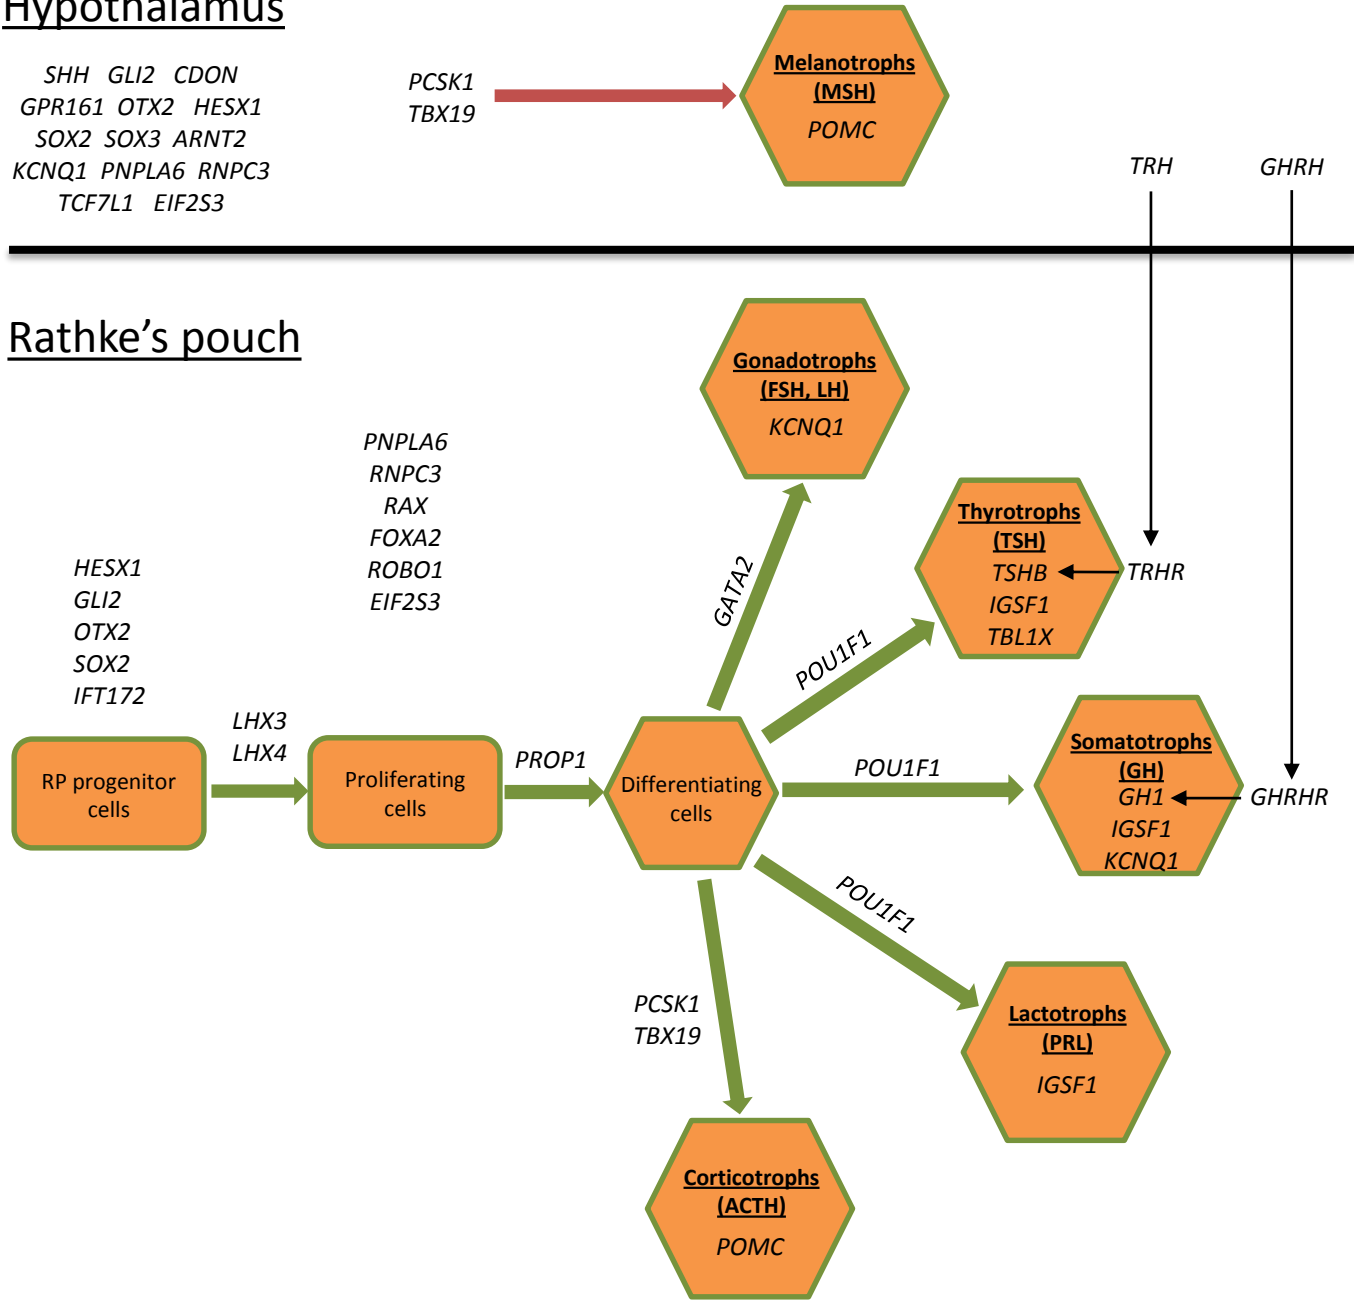 Hypothalamus
SHH GLI2 CDON
GPR161 OTX2 HESX1
SOX2 SOX3 ARNT2
KCNQ1 PNPLA6 RNPC3
TCF7L1 EIF2S3
PCSK1
TBX19
Melanotrophs
(MSH)
POMC
TRH
GHRH
Rathke’s pouch
Gonadotrophs
(FSH, LH)
KCNQ1
PNPLA6
RNPC3
RAX
FOXA2
ROBO1
EIF2S3
HESX1
GLI2
OTX2
SOX2
IFT172
GATA2
Thyrotrophs
(TSH)
TSHB
IGSF1
TBL1X
TRHR
POU1F1
LHX3
LHX4
RP progenitor
cells
Proliferating
cells
PROP1
Differentiating
cells
POU1F1
Somatotrophs
(GH)
GH1
IGSF1
KCNQ1
GHRHR
POU1F1
PCSK1
TBX19
Lactotrophs
(PRL)
IGSF1
Corticotrophs
(ACTH)
POMC